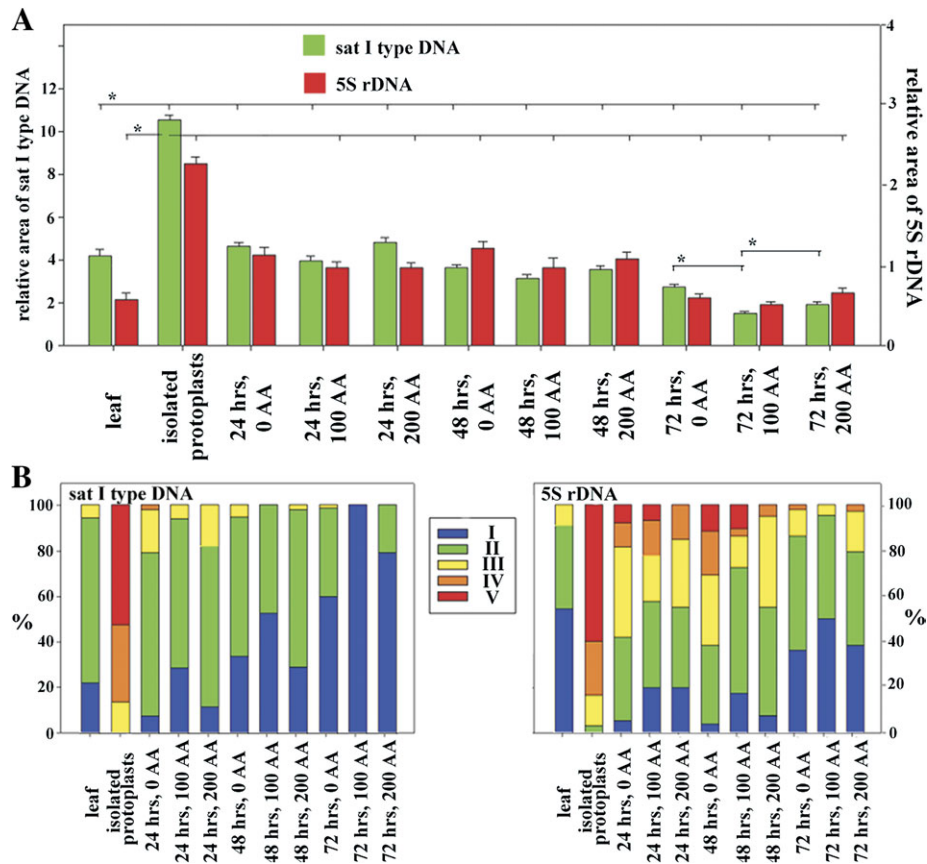 A
sat I type DNA
5S rDNA
relative area of sat I type DNA
relative area of 5S rDNA
12
10
8
6
4
2
0
4
3
2
1
0
*
*
*
*
leaf
isolated
protoplasts
24 hrs,
0 AA
24 hrs,
100 AA
24 hrs,
200 AA
48 hrs,
0 AA
48 hrs,
100 AA
48 hrs,
200 AA
72 hrs,
0 AA
72 hrs,
100 AA
72 hrs,
200 AA
B
sat I type DNA
100
80
60
40
20
0
%
leaf
isolated
protoplasts
24 hrs, 0 AA
24 hrs, 100 AA
24 hrs, 200 AA
48 hrs, 0 AA
48 hrs, 100 AA
48 hrs, 200 AA
72 hrs, 0 AA
72 hrs, 100 AA
72 hrs, 200 AA
I
II
III
IV
V
5S rDNA
100
80
60
40
20
0
%
leaf
isolated
protoplasts
24 hrs, 0 AA
24 hrs, 100 AA
24 hrs, 200 AA
48 hrs, 0 AA
48 hrs, 100 AA
48 hrs, 200 AA
72 hrs, 0 AA
72 hrs, 100 AA
72 hrs, 200 AA